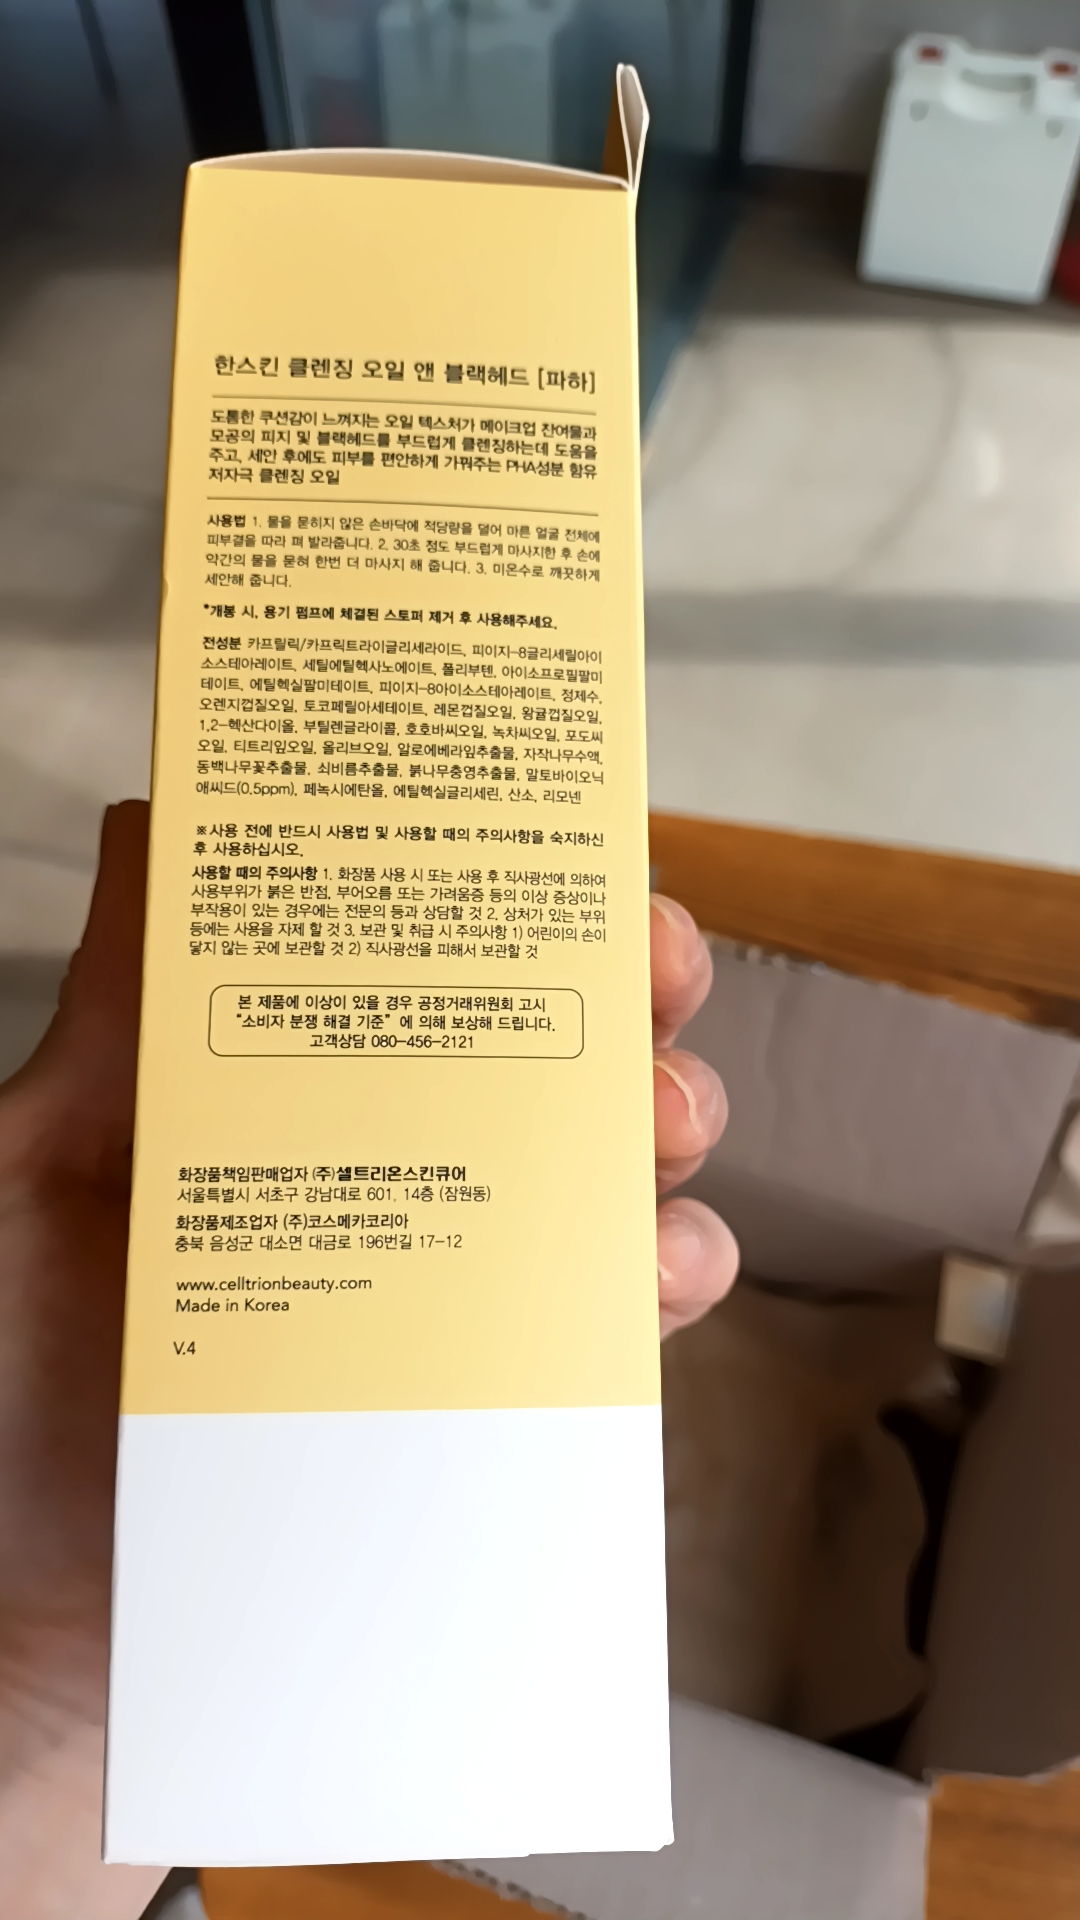 한스킨 클렌징 오일 앤 블랙헤드 [파하]
도톰한 쿠션감이 느껴지는 오일 텍스처가 메이크업 잔여물과
모공의 피지 및 블랙헤드를 부드럽게 클렌징하는데 도움을
주고, 세안 후에도 피부를 편안하게 가꿔주는 PHA성분 함유
저자극 클렌징 오일
사용법 1. 물을 묻히지 않은 손바닥에 적당량을 덜어 마른 얼굴 전체에
피부결을 따라 펴 발라줍니다. 2. 30초 정도 부드럽게 마사지한 후 손에
약간의 물을 묻혀 한번 더 마사지 해 줍니다. 3. 미온수로 깨끗하게
세안해 줍니다.
*개봉 시, 용기 펌프에 체결된 스토퍼 제거 후 사용해주세요.
전성분 카프릴릭/카프릭트라이글리세라이드, 피이지-8글리세릴아이
소스테아레이트, 세틸에틸헥사노에이트, 폴리부텐, 아이소프로필팔미
테이트, 에틸헥실팔미테이트, 피이지-8아이소스테아레이트, 정제수,
오렌지껍질오일, 토코페릴아세테이트, 레몬껍질오일, 왕귤껍질오일,
1,2-헥산다이올, 부틸렌글라이콜, 호호바씨오일, 녹차씨오일, 포도씨
오일, 티트리잎오일, 올리브오일, 알로에베라잎추출물, 자작나무수액,
동백나무꽃추출물, 쇠비름추출물, 붉나무충영추출물, 말토바이오닉
애씨드(0.5ppm), 페녹시에탄올, 에틸헥실글리세린, 산소, 리모넨
※사용 전에 반드시 사용법 및 사용할 때의 주의사항을 숙지하신
후 사용하십시오.
사용할 때의 주의사항 1. 화장품 사용 시 또는 사용 후 직사광선에 의하여
사용부위가 붉은 반점, 부어오름 또는 가려움증 등의 이상 증상이나
부작용이 있는 경우에는 전문의 등과 상담할 것 2. 상처가 있는 부위
등에는 사용을 자제 할 것 3. 보관 및 취급 시 주의사항 1) 어린이의 손이
닿지 않는 곳에 보관할 것 2) 직사광선을 피해서 보관할 것
본 제품에 이상이 있을 경우 공정거래위원회 고시
"소비자 분쟁 해결 기준" 에 의해 보상해 드립니다.
고객상담 080-456-2121
화장품책임판매업자 (주)셀트리온스킨큐어
서울특별시 서초구 강남대로 601, 14층 (잠원동)
화장품제조업자 (주)코스메카코리아
충북 음성군 대소면 대금로 196번길 17-12
www.celltrionbeauty.com
Made in Korea
V.4